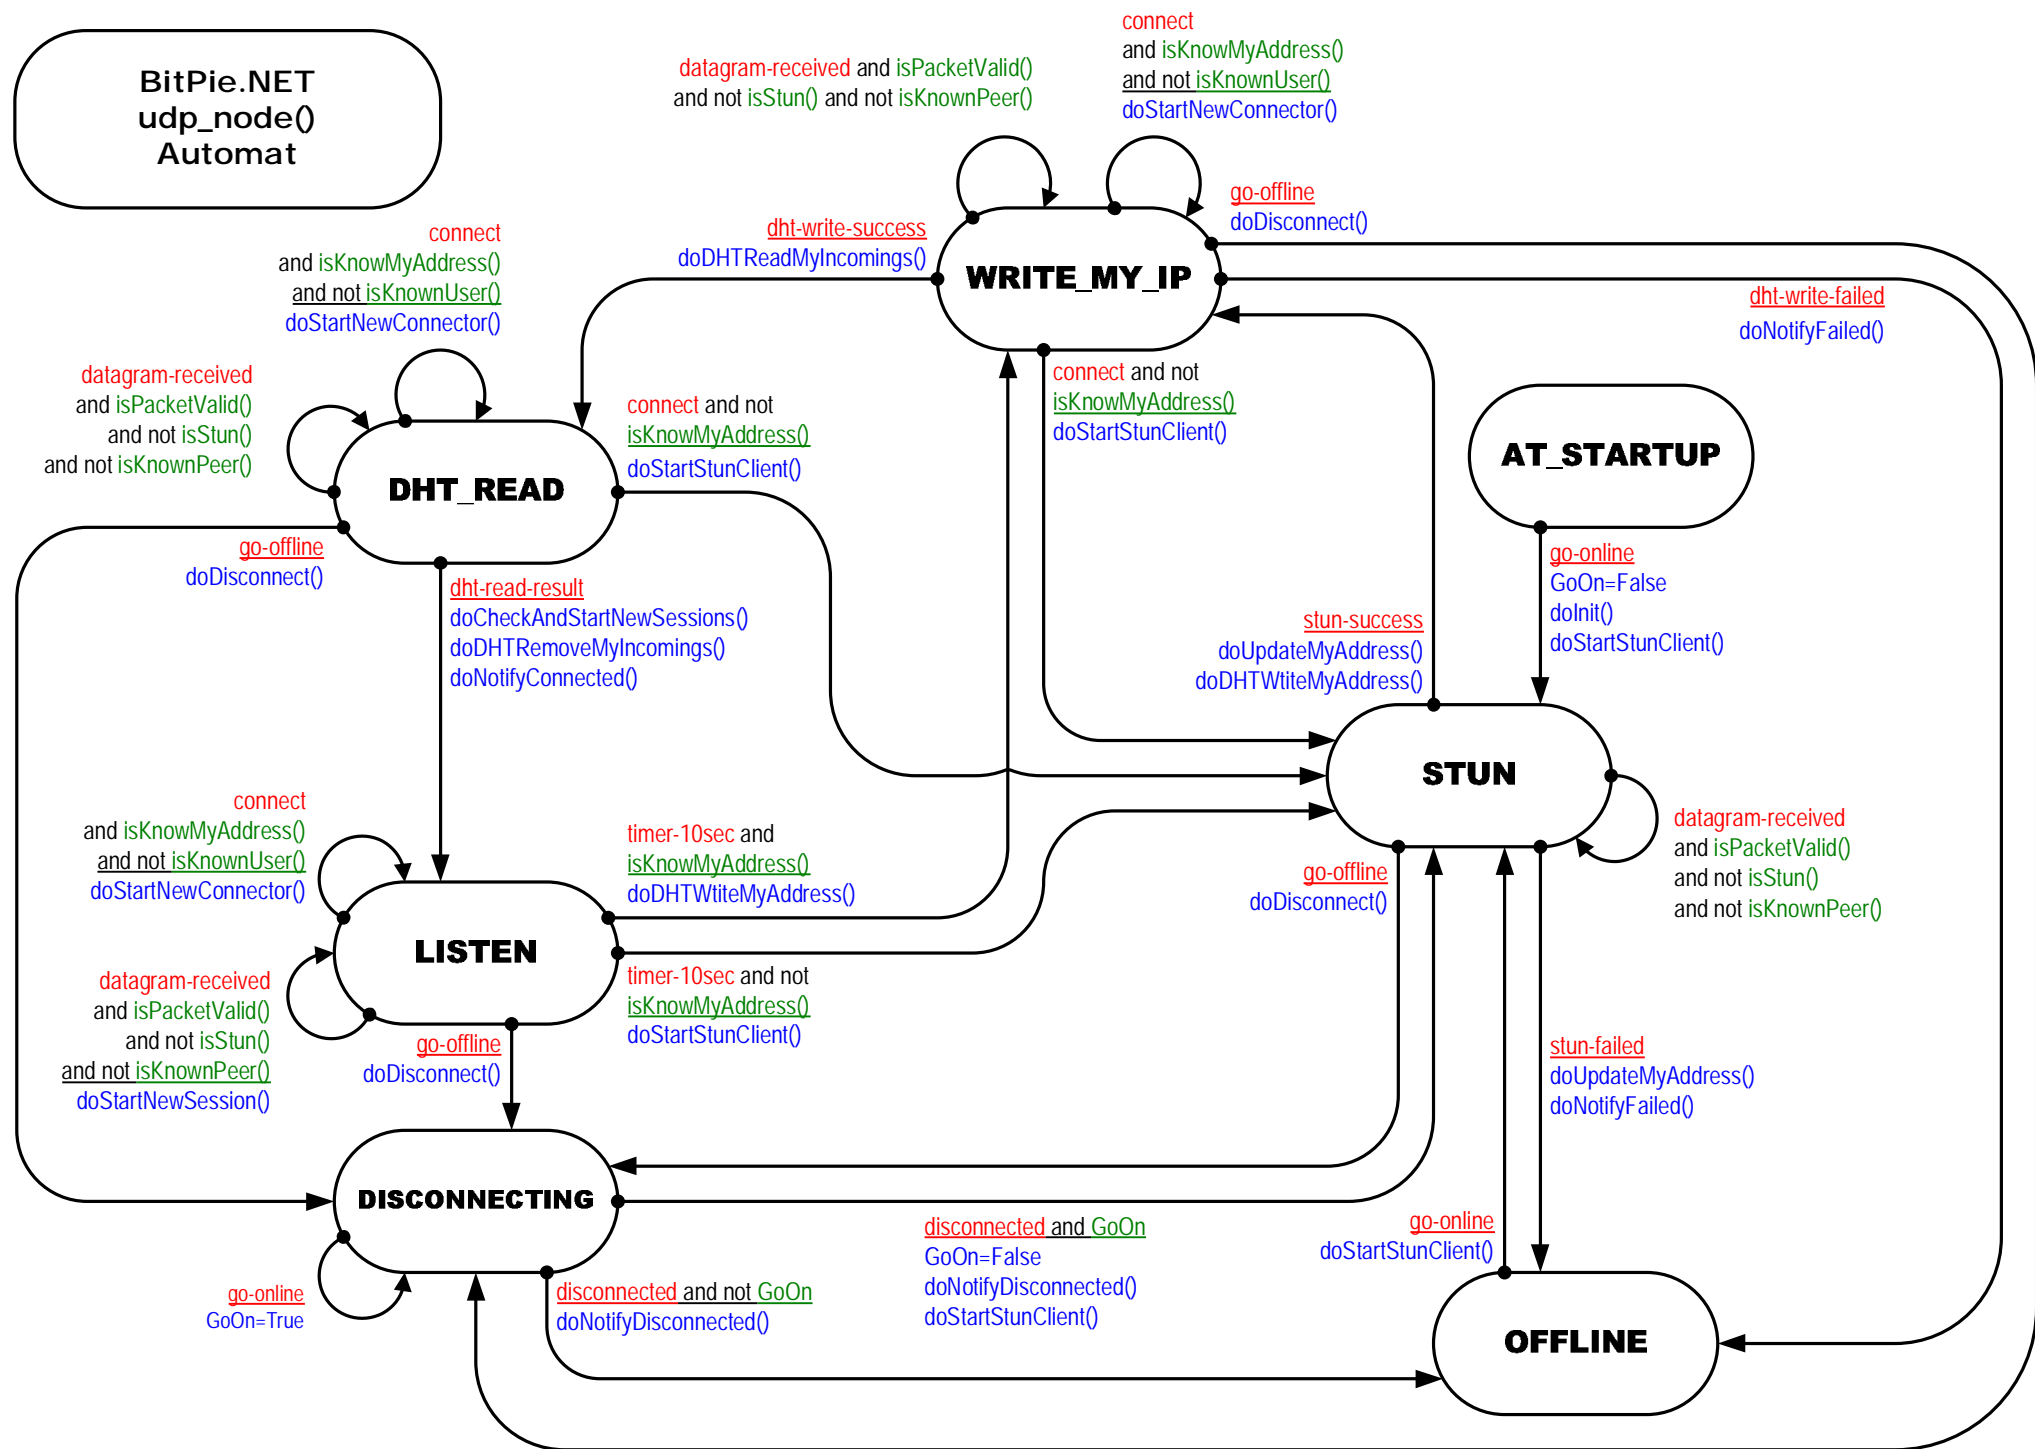 BitPie.NET
udp_node()
Automat
connect
and isKnowMyAddress()
and not isKnownUser()
doStartNewConnector()
datagram-received and isPacketValid()
and not isStun() and not isKnownPeer()
go-offline
doDisconnect()
dht-write-success
doDHTReadMyIncomings()
WRITE_MY_IP
dht-write-failed
doNotifyFailed()
connect
and isKnowMyAddress()
and not isKnownUser()
doStartNewConnector()
datagram-received
and isPacketValid()
and not isStun()
and not isKnownPeer()
connect and not
isKnowMyAddress()
doStartStunClient()
connect and not
isKnowMyAddress()
doStartStunClient()
AT_STARTUP
DHT_READ
go-offline
doDisconnect()
go-online
GoOn=False
doInit()
doStartStunClient()
dht-read-result
doCheckAndStartNewSessions()
doDHTRemoveMyIncomings()
doNotifyConnected()
stun-success
doUpdateMyAddress()
doDHTWtiteMyAddress()
STUN
connect
and isKnowMyAddress()
and not isKnownUser()
doStartNewConnector()
timer-10sec and
isKnowMyAddress()
doDHTWtiteMyAddress()
go-offline
doDisconnect()
datagram-received
and isPacketValid()
and not isStun()
and not isKnownPeer()
LISTEN
datagram-received
and isPacketValid()
and not isStun()
and not isKnownPeer()
doStartNewSession()
timer-10sec and not
isKnowMyAddress()
doStartStunClient()
go-offline
doDisconnect()
stun-failed
doUpdateMyAddress()
doNotifyFailed()
DISCONNECTING
disconnected and GoOn
GoOn=False
doNotifyDisconnected()
doStartStunClient()
go-online
doStartStunClient()
go-online
GoOn=True
disconnected and not GoOn
doNotifyDisconnected()
OFFLINE